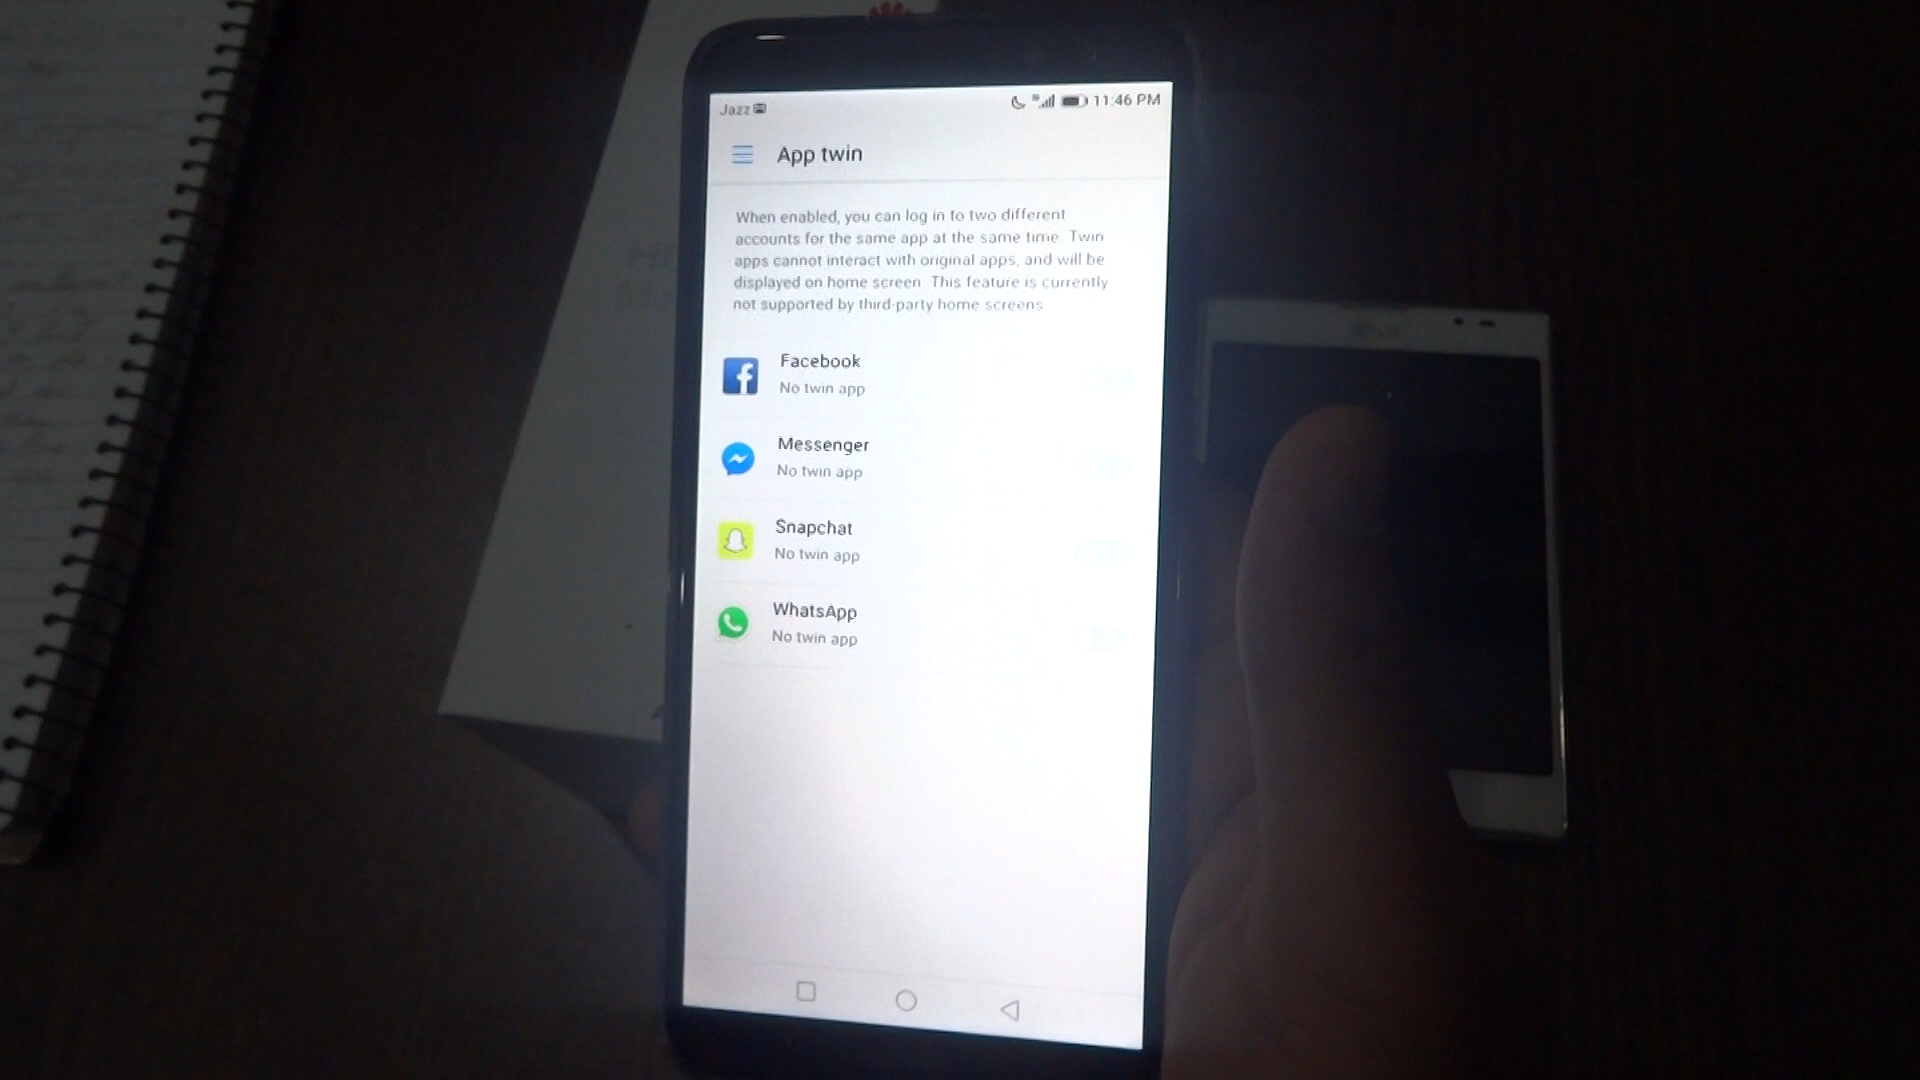 Jazz
11:46 PM
App twin
When enabled, you can log in to two different
accounts for the same app at the same time. Twin
apps cannot interact with original apps, and will be
displayed on home screen. This feature is currently
not supported by third-party home screens.
Facebook
No twin app
Messenger
No twin app
Snapchat
No twin app
WhatsApp
No twin app
LG